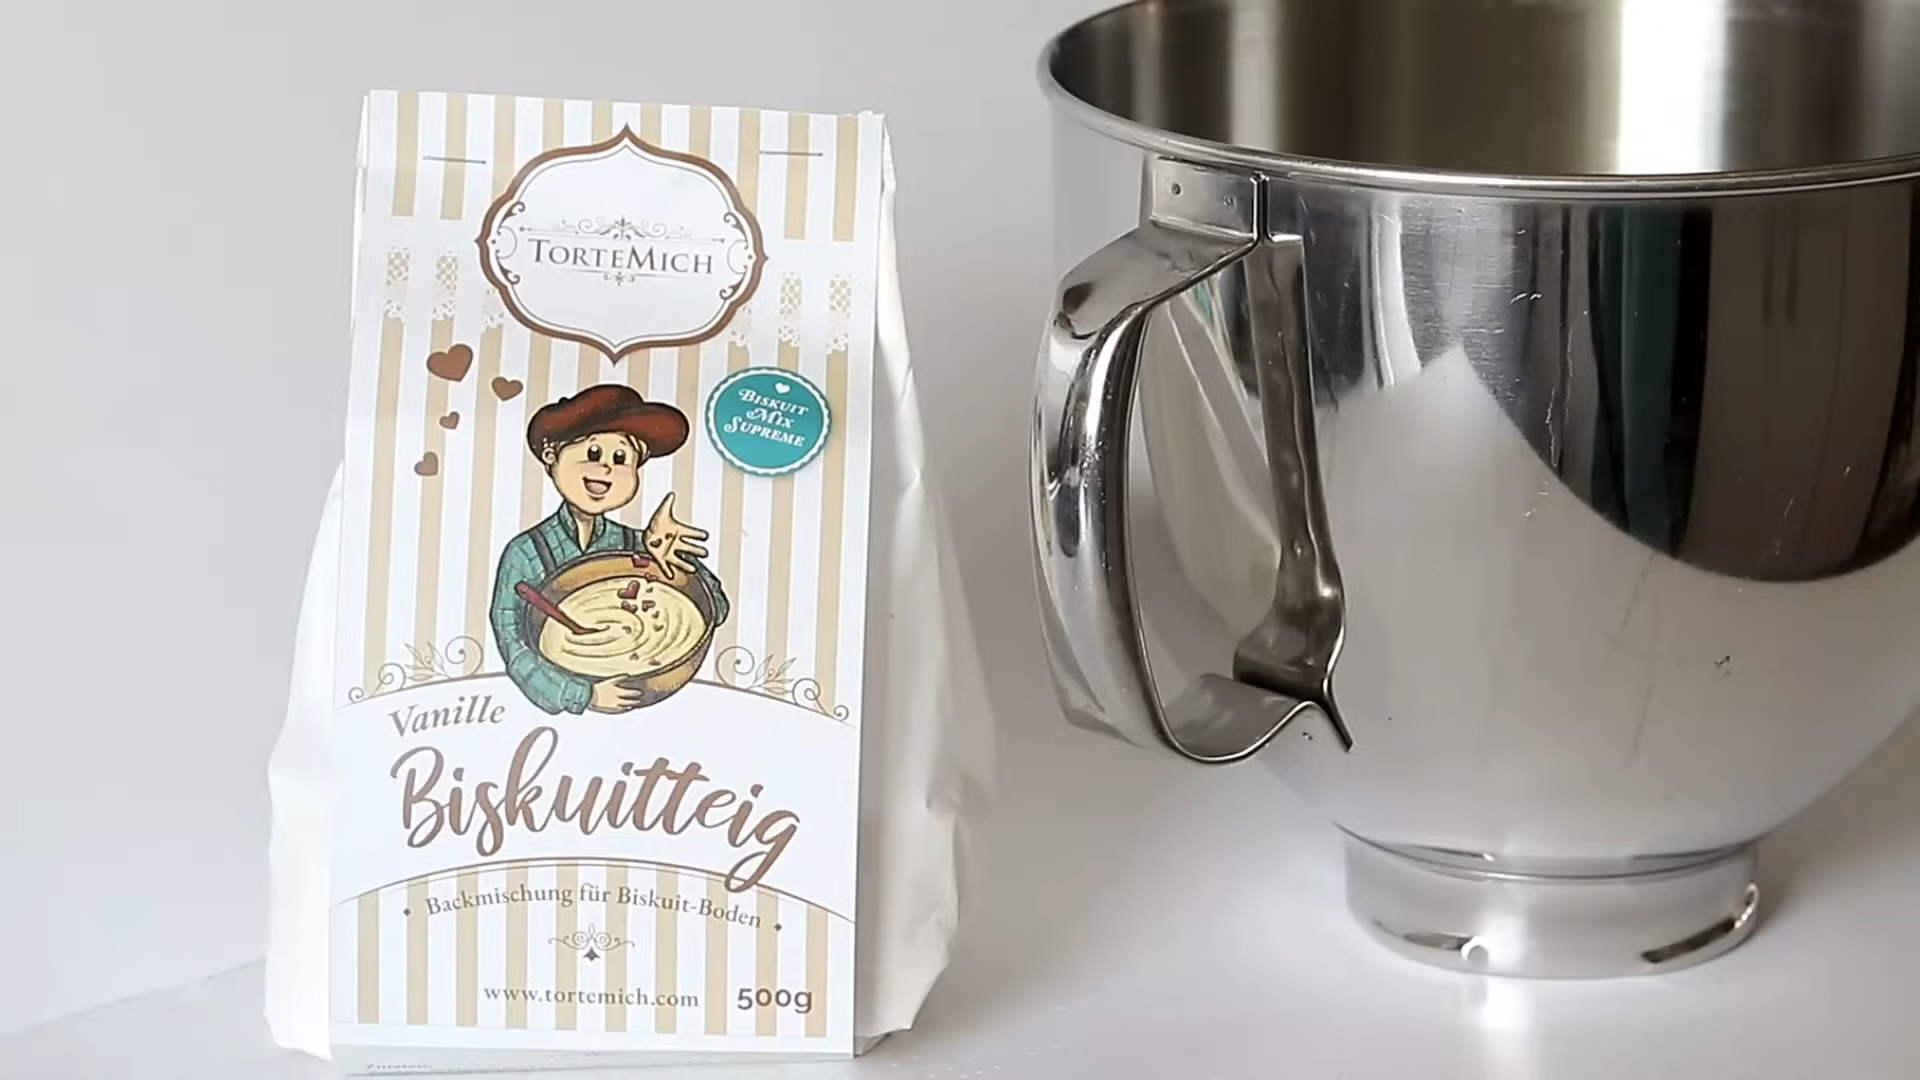 TORTEMICH
BISKUIT
MIX
SUPREME
Vanille
Biskuitteig
Backmischung für Biskuit-Boden
www.tortemich.com
500g